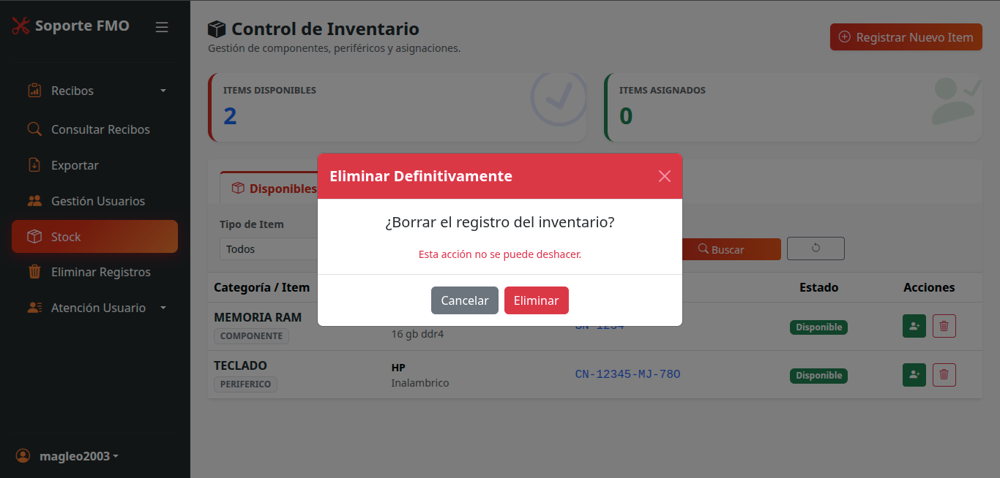 Soporte FMO
Recibos
Consultar Recibos
Exportar
Gestión Usuarios
Stock
Eliminar Registros
Atención Usuario
magleo2003
Control de Inventario
Gestión de componentes, periféricos y asignaciones.
Registrar Nuevo Item
ITEMS DISPONIBLES
2
ITEMS ASIGNADOS
0
Disponibles
Tipo de Item
Todos
Buscar
Eliminar Definitivamente
¿Borrar el registro del inventario?
Esta acción no se puede deshacer.
Cancelar Eliminar
Categoría / Item Estado Acciones
MEMORIA RAM
COMPONENTE
16 gb ddr4
Disponible
TECLADO
PERIFERICO
HP
Inalambrico
CN-12345-MJ-78O
Disponible